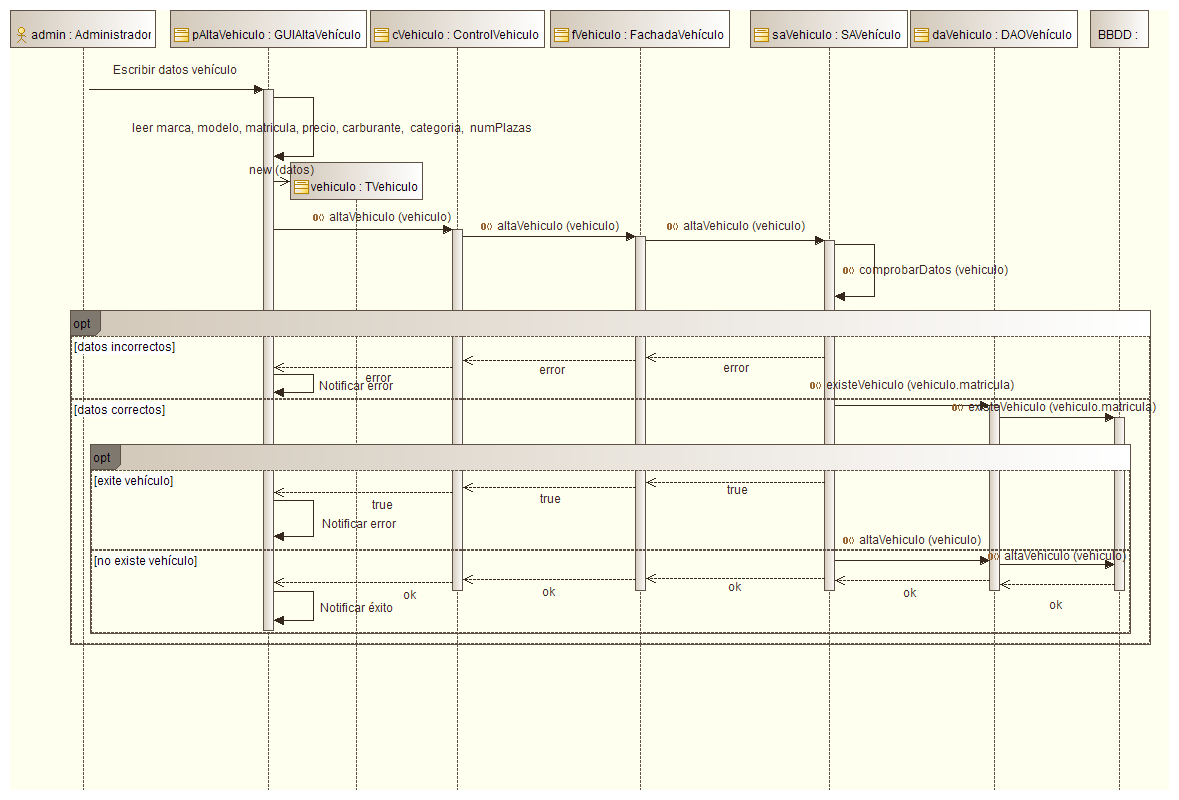 admin : Administrador
pAltaVehiculo : GUIAltaVehículo
cVehiculo : ControlVehiculo
fVehiculo : FachadaVehículo
saVehiculo : SAVehículo
daVehiculo : DAOVehículo
BBDD :
Escribir datos vehículo
leer marca, modelo, matricula, precio, carburante, categoria, numPlazas
new (datos)
vehiculo : TVehiculo
altaVehiculo (vehiculo)
altaVehiculo (vehiculo)
altaVehiculo (vehiculo)
comprobarDatos (vehiculo)
opt
[datos incorrectos]
error
error
error
Notificar error
existeVehiculo (vehiculo.matricula)
[datos correctos]
existeVehiculo (vehiculo.matricula)
opt
[exite vehículo]
true
true
true
Notificar error
altaVehiculo (vehiculo)
[no existe vehículo]
altaVehiculo (vehiculo)
ok
ok
ok
ok
ok
Notificar éxito